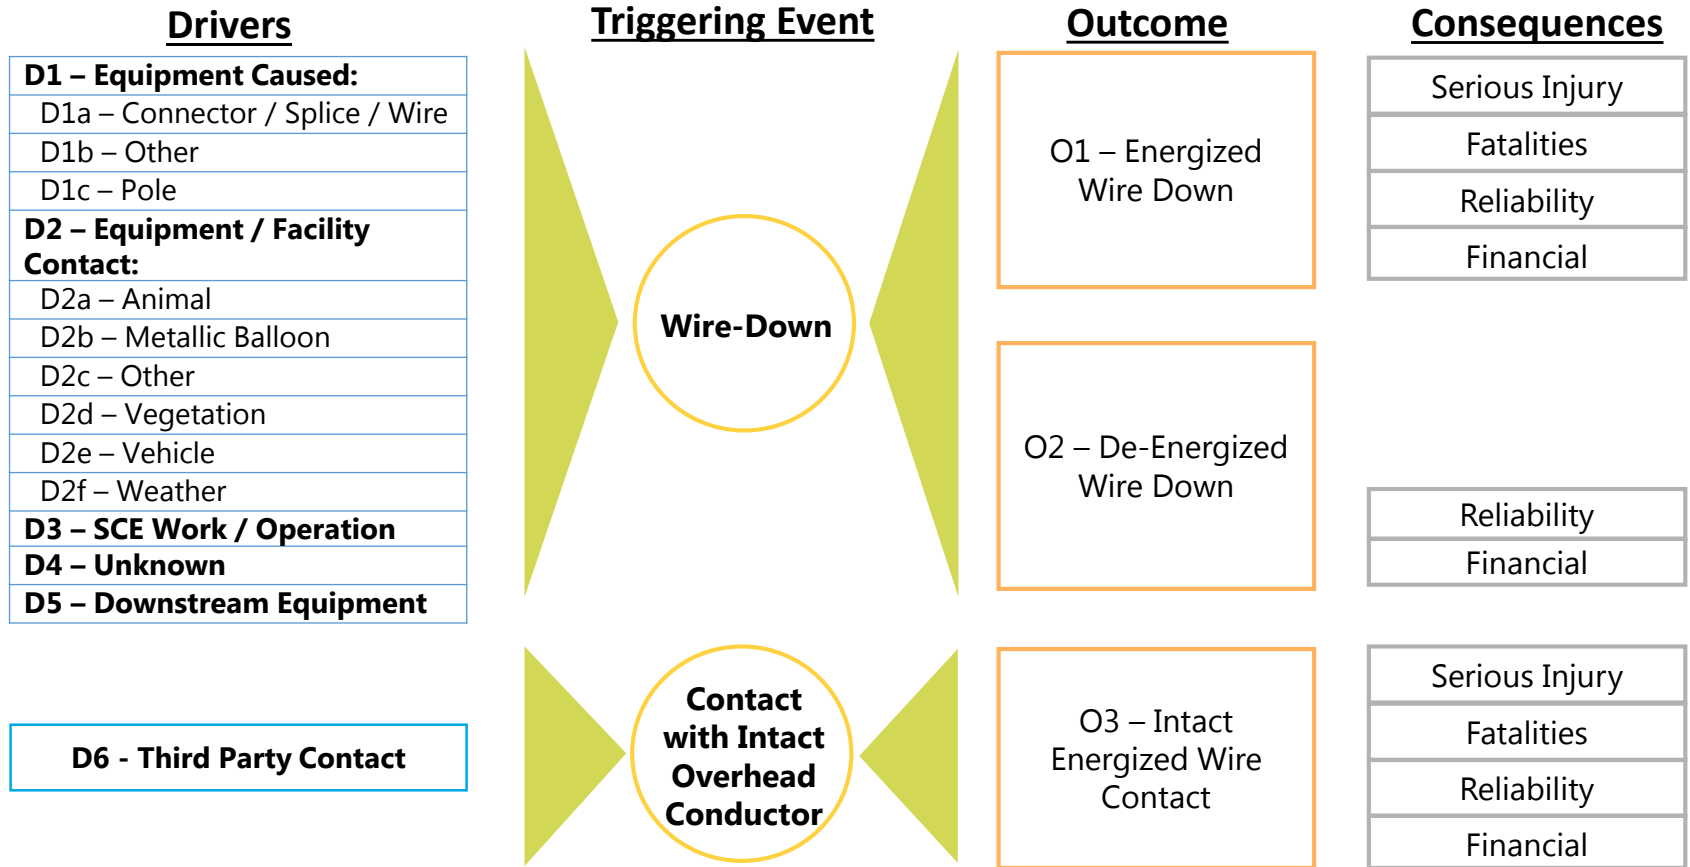 Drivers
Triggering Event
Outcome
Consequences
D1 – Equipment Caused:
D1a – Connector / Splice / Wire
D1b – Other
D1c – Pole
D2 – Equipment / Facility
Contact:
D2a – Animal
D2b – Metallic Balloon
D2c – Other
D2d – Vegetation
D2e – Vehicle
D2f – Weather
D3 – SCE Work / Operation
D4 – Unknown
D5 – Downstream Equipment
Wire-Down
O1 – Energized
Wire Down
Serious Injury
Fatalities
Reliability
Financial
O2 – De-Energized
Wire Down
Reliability
Financial
D6 - Third Party Contact
Contact
with Intact
Overhead
Conductor
O3 – Intact
Energized Wire
Contact
Serious Injury
Fatalities
Reliability
Financial